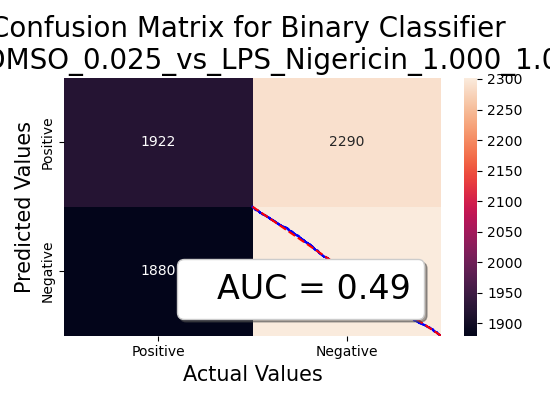 Confusion Matrix for Binary Classifier
DMSO_0.025_vs_LPS_Nigericin_1.000_1.0
Predicted Values
Positive
Negative
1922
2290
1880
AUC = 0.49
Positive
Negative
Actual Values
2300
2250
2200
2150
2100
2050
2000
1950
1900